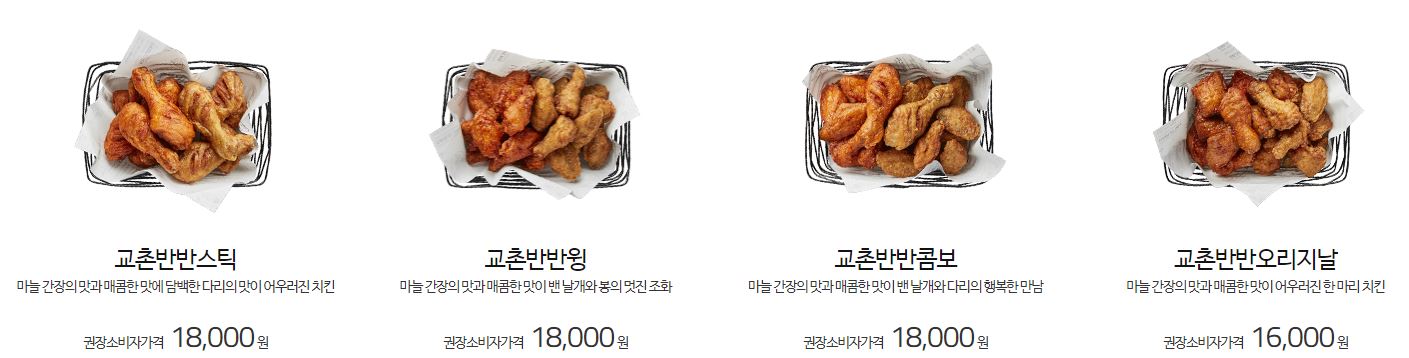 교촌반반스틱
마늘 간장의 맛과 매콤한 맛에 담백한 다리의 맛이 어우러진 치킨
권장소비자가격 18,000 원
교촌반반윙
마늘 간장의 맛과 매콤한 맛이 밴 날개와 봉의 멋진 조화
권장소비자가격 18,000 원
교촌반반콤보
마늘 간장의 맛과 매콤한 맛이 밴 날개와 다리의 행복한 만남
권장소비자가격 18,000 원
교촌반반오리지날
마늘 간장의 맛과 매콤한 맛이 어우러진 한 마리 치킨
권장소비자가격 16,000 원